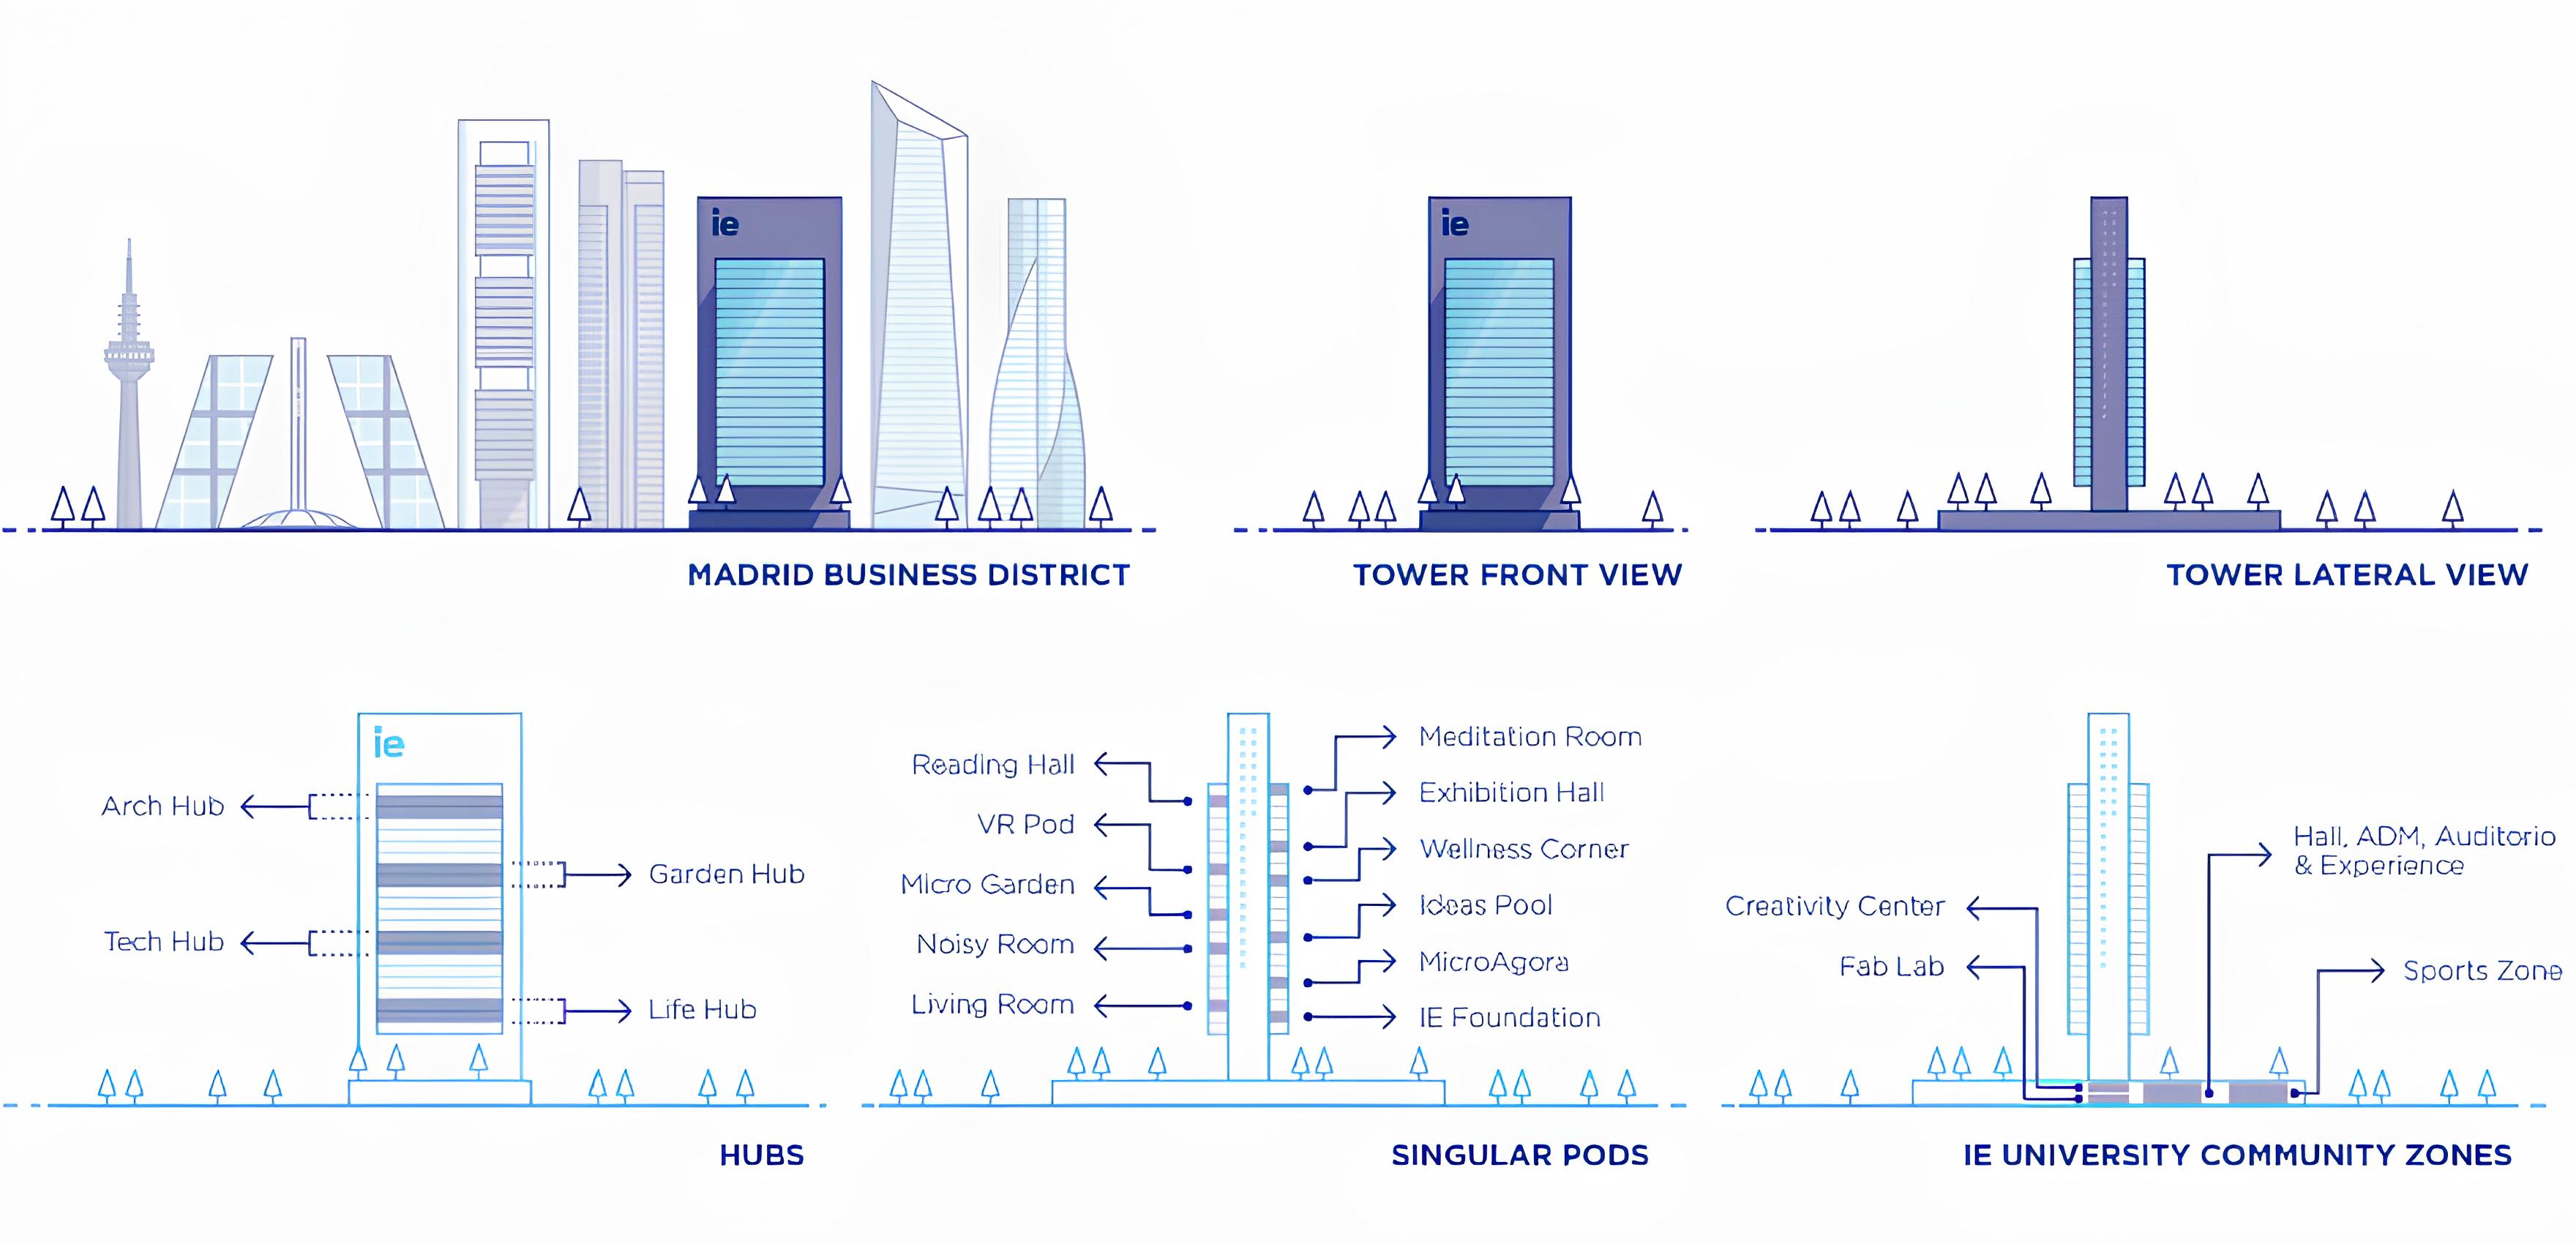 ie
MADRID BUSINESS DISTRICT
ie
TOWER FRONT VIEW
TOWER LATERAL VIEW
ie
Arch Hub
Garden Hub
Tech Hub
Life Hub
HUBS
Reading Hall
VR Pod
Micro Garden
Noisy Room
Living Room
Meditation Room
Exhibition Hall
Wellness Corner
Ideas Pool
MicroAgora
IE Foundation
SINGULAR PODS
Creativity Center
Fab Lab
Hall, ADM, Auditorio
& Experience
Sports Zone
IE UNIVERSITY COMMUNITY ZONES